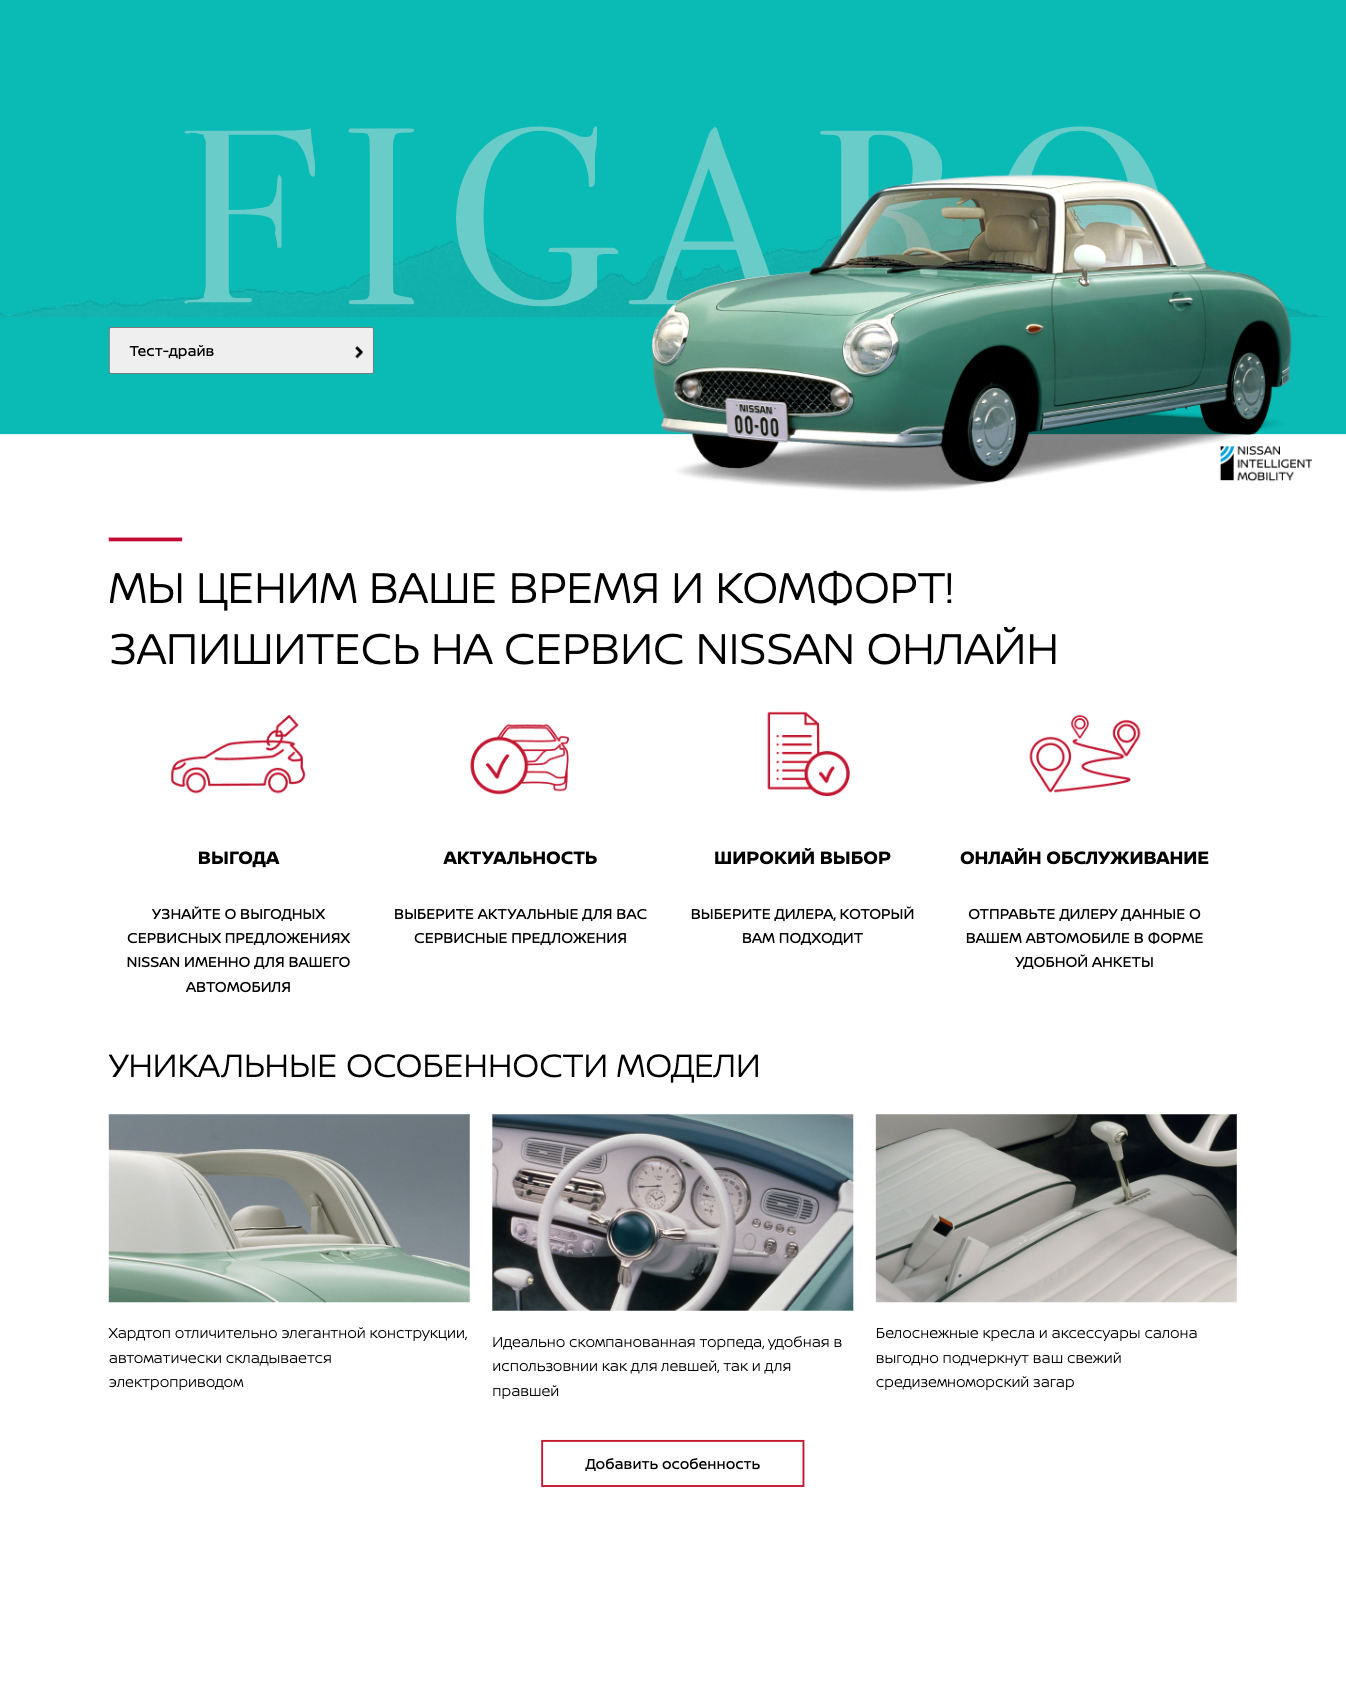 FIGARO
Тест-драйв
NISSAN
00-00
NISSAN
INTELLIGENT
MOBILITY
МЫ ЦЕНИМ ВАШЕ ВРЕМЯ И КОМФОРТ!
ЗАПИШИТЕСЬ НА СЕРВИС NISSAN ОНЛАЙН
ВЫГОДА
УЗНАЙТЕ О ВЫГОДНЫХ
СЕРВИСНЫХ ПРЕДЛОЖЕНИЯХ
NISSAN ИМЕННО ДЛЯ ВАШЕГО
АВТОМОБИЛЯ
АКТУАЛЬНОСТЬ
ВЫБЕРИТЕ АКТУАЛЬНЫЕ ДЛЯ ВАС
СЕРВИСНЫЕ ПРЕДЛОЖЕНИЯ
ШИРОКИЙ ВЫБОР
ВЫБЕРИТЕ ДИЛЕРА, КОТОРЫЙ
ВАМ ПОДХОДИТ
ОНЛАЙН ОБСЛУЖИВАНИЕ
ОТПРАВЬТЕ ДИЛЕРУ ДАННЫЕ О
ВАШЕМ АВТОМОБИЛЕ В ФОРМЕ
УДОБНОЙ АНКЕТЫ
УНИКАЛЬНЫЕ ОСОБЕННОСТИ МОДЕЛИ
Хардтоп отличительно элегантной конструкции,
автоматически складывается
электроприводом
Идеально скомпанованная торпеда, удобная в
использовнии как для левшей, так и для
правшей
Белоснежные кресла и аксессуары салона
выгодно подчеркнут ваш свежий
средиземноморский загар
Добавить особенность